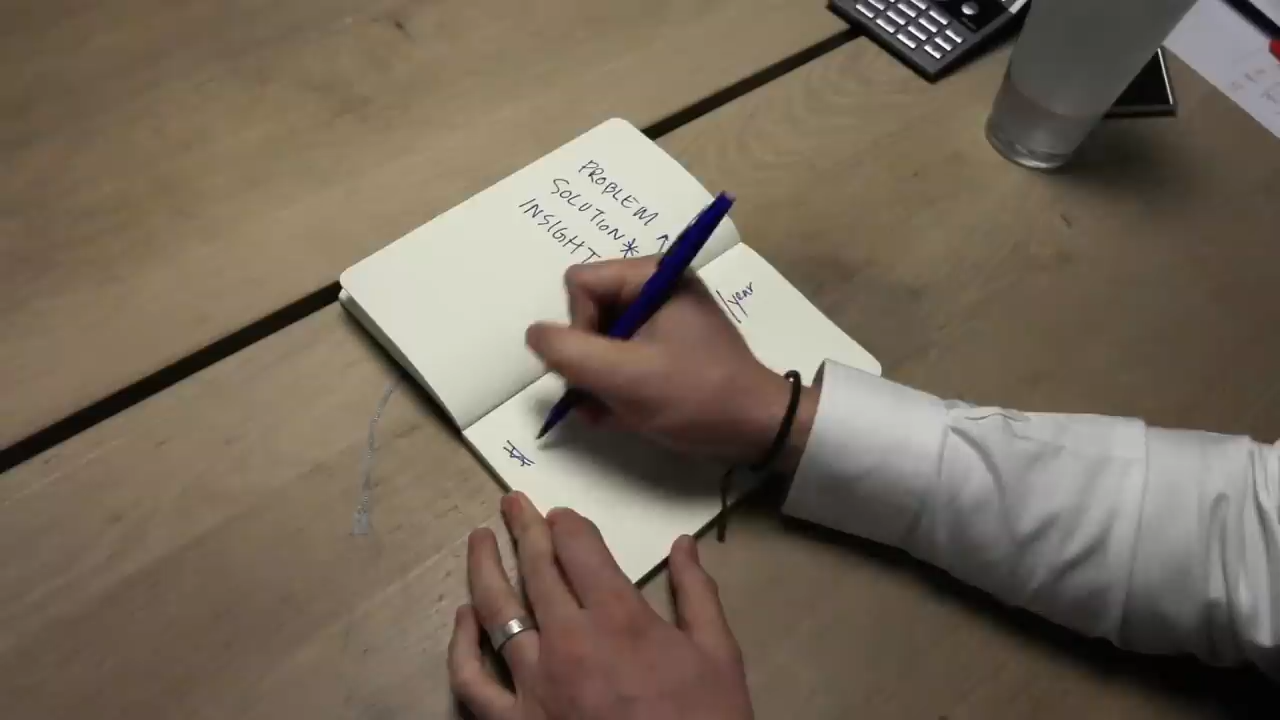 PROBLEM ↑
SOLUTION *
INSIGHT
/year